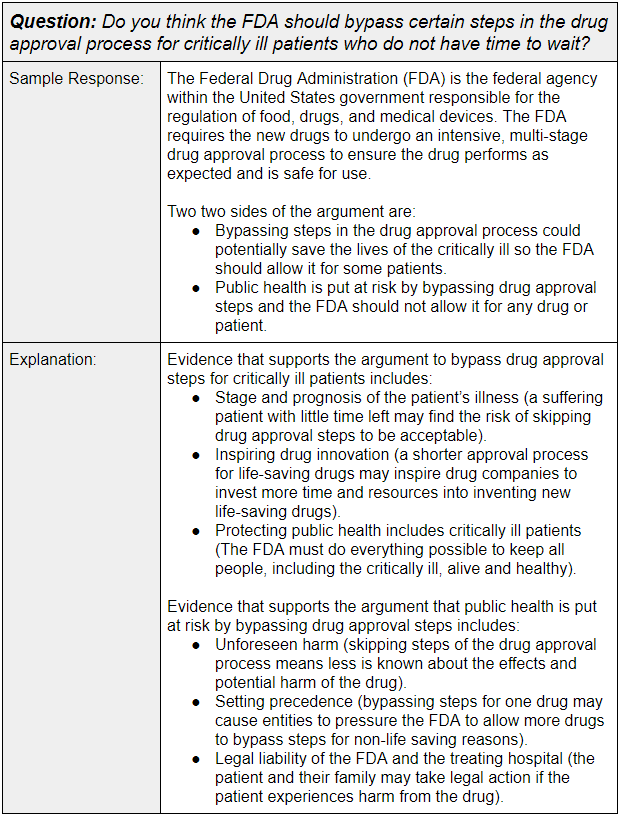 Question: Do you think the FDA should bypass certain steps in the drug
approval process for critically ill patients who do not have time to wait?
Sample Response:
The Federal Drug Administration (FDA) is the federal agency
within the United States government responsible for the
regulation of food, drugs, and medical devices. The FDA
requires the new drugs to undergo an intensive, multi-stage
drug approval process to ensure the drug performs as
expected and is safe for use.
Two two sides of the argument are:
● Bypassing steps in the drug approval process could
potentially save the lives of the critically ill so the FDA
should allow it for some patients.
● Public health is put at risk by bypassing drug approval
steps and the FDA should not allow it for any drug or
patient.
Explanation:
Evidence that supports the argument to bypass drug approval
steps for critically ill patients includes:
● Stage and prognosis of the patient's illness (a suffering
patient with little time left may find the risk of skipping
drug approval steps to be acceptable).
● Inspiring drug innovation (a shorter approval process
for life-saving drugs may inspire drug companies to
invest more time and resources into inventing new
life-saving drugs).
● Protecting public health includes critically ill patients
(The FDA must do everything possible to keep all
people, including the critically ill, alive and healthy).
Evidence that supports the argument that public health is put
at risk by bypassing drug approval steps includes:
● Unforeseen harm (skipping steps of the drug approval
process means less is known about the effects and
potential harm of the drug).
● Setting precedence (bypassing steps for one drug may
cause entities to pressure the FDA to allow more drugs
to bypass steps for non-life saving reasons).
● Legal liability of the FDA and the treating hospital (the
patient and their family may take legal action if the
patient experiences harm from the drug).